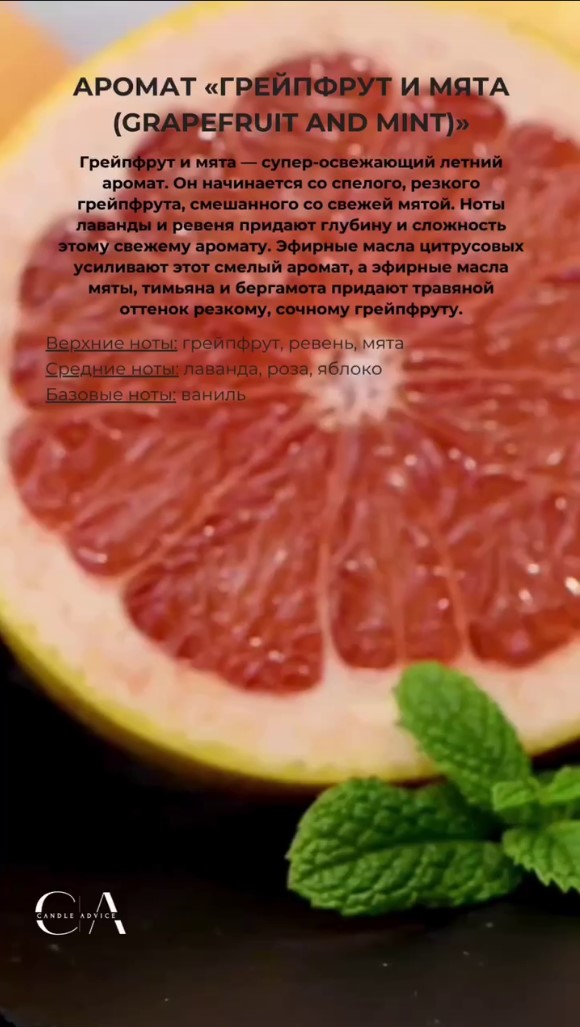 АРОМАТ «ГРЕЙПФРУТ И МЯТА
(GRAPEFRUIT AND MINT)»
Грейпфрут и мята — супер-освежающий летний
аромат. Он начинается со спелого, резкого
грейпфрута, смешанного со свежей мятой. Ноты
лаванды и ревеня придают глубину и сложность
этому свежему аромату. Эфирные масла цитрусовых
усиливают этот смелый аромат, а эфирные масла
мяты, тимьяна и бергамота придают травяной
оттенок резкому, сочному грейпфруту.
Верхние ноты: грейпфрут, ревень, мята
Средние ноты: лаванда, роза, яблоко
Базовые ноты: ваниль
CA
CANDLE ADVICE